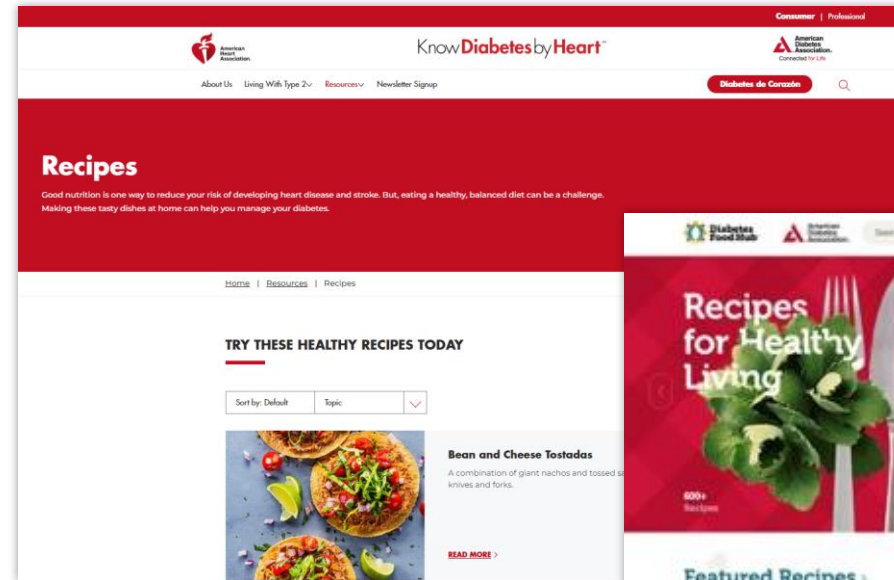 Consumer | Professional
American
Heart
Association.
Know Diabetes by Heart™
American
Diabetes
Association.
Connected for Life
About Us Living With Type 2 Resources Newsletter Signup
Diabetes de Corazón
Recipes
Good nutrition is one way to reduce your risk of developing heart disease and stroke. But, eating a healthy, balanced diet can be a challenge.
Making these tasty dishes at home can help you manage your diabetes.
Home | Resources | Recipes
TRY THESE HEALTHY RECIPES TODAY
Sort by: Default Topic
Bean and Cheese Tostadas
A combination of giant nachos and tossed
knives and forks.
READ MORE >
Diabetes
Food Hub
American
Diabetes
Association.
Recipes
for Healthy
Living
600+
Recipes
Featured Recipes